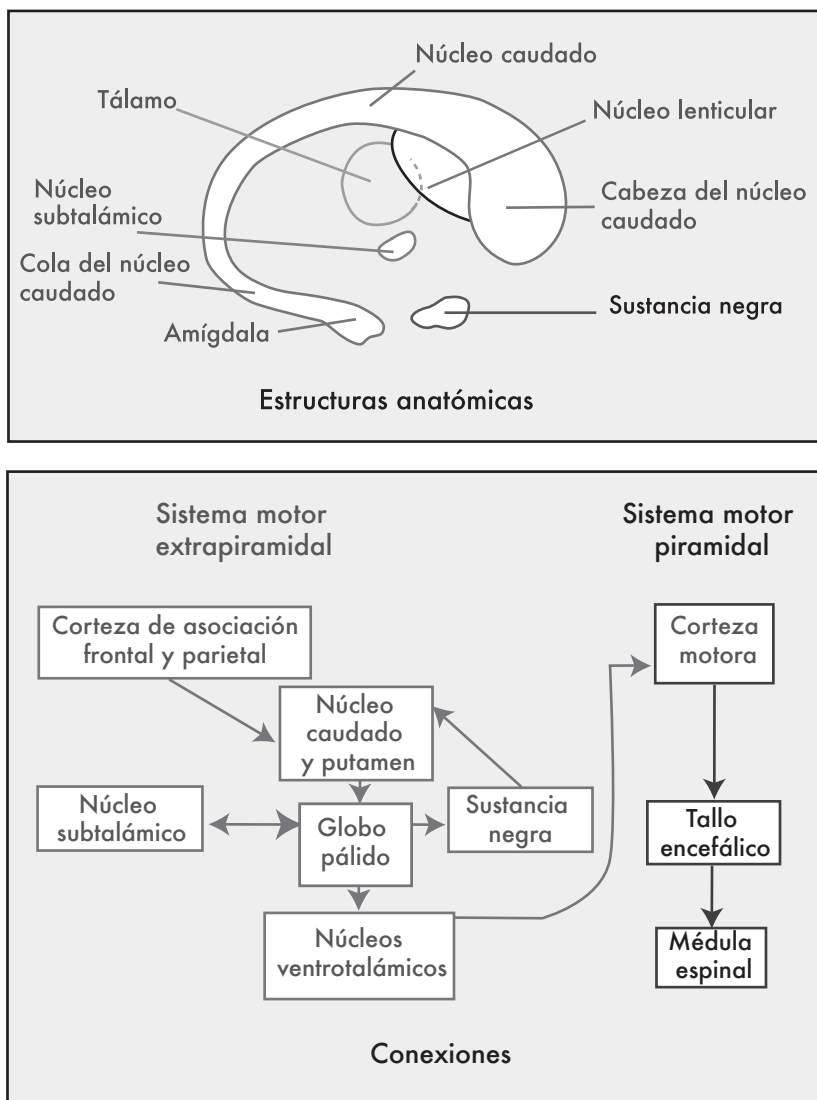 Núcleo caudado
Tálamo
Núcleo lenticular
Núcleo
subtalámico
Cabeza del núcleo
caudado
Cola del núcleo
caudado
Amígdala
Sustancia negra
Estructuras anatómicas
Sistema motor
extrapiramidal
Sistema motor
piramidal
Corteza de asociación
frontal y parietal
Corteza
motora
Núcleo
caudado
y putamen
Núcleo
subtalámico
Globo
pálido
Sustancia
negra
Tallo
encefálico
Núcleos
ventrotalámicos
Médula
espinal
Conexiones